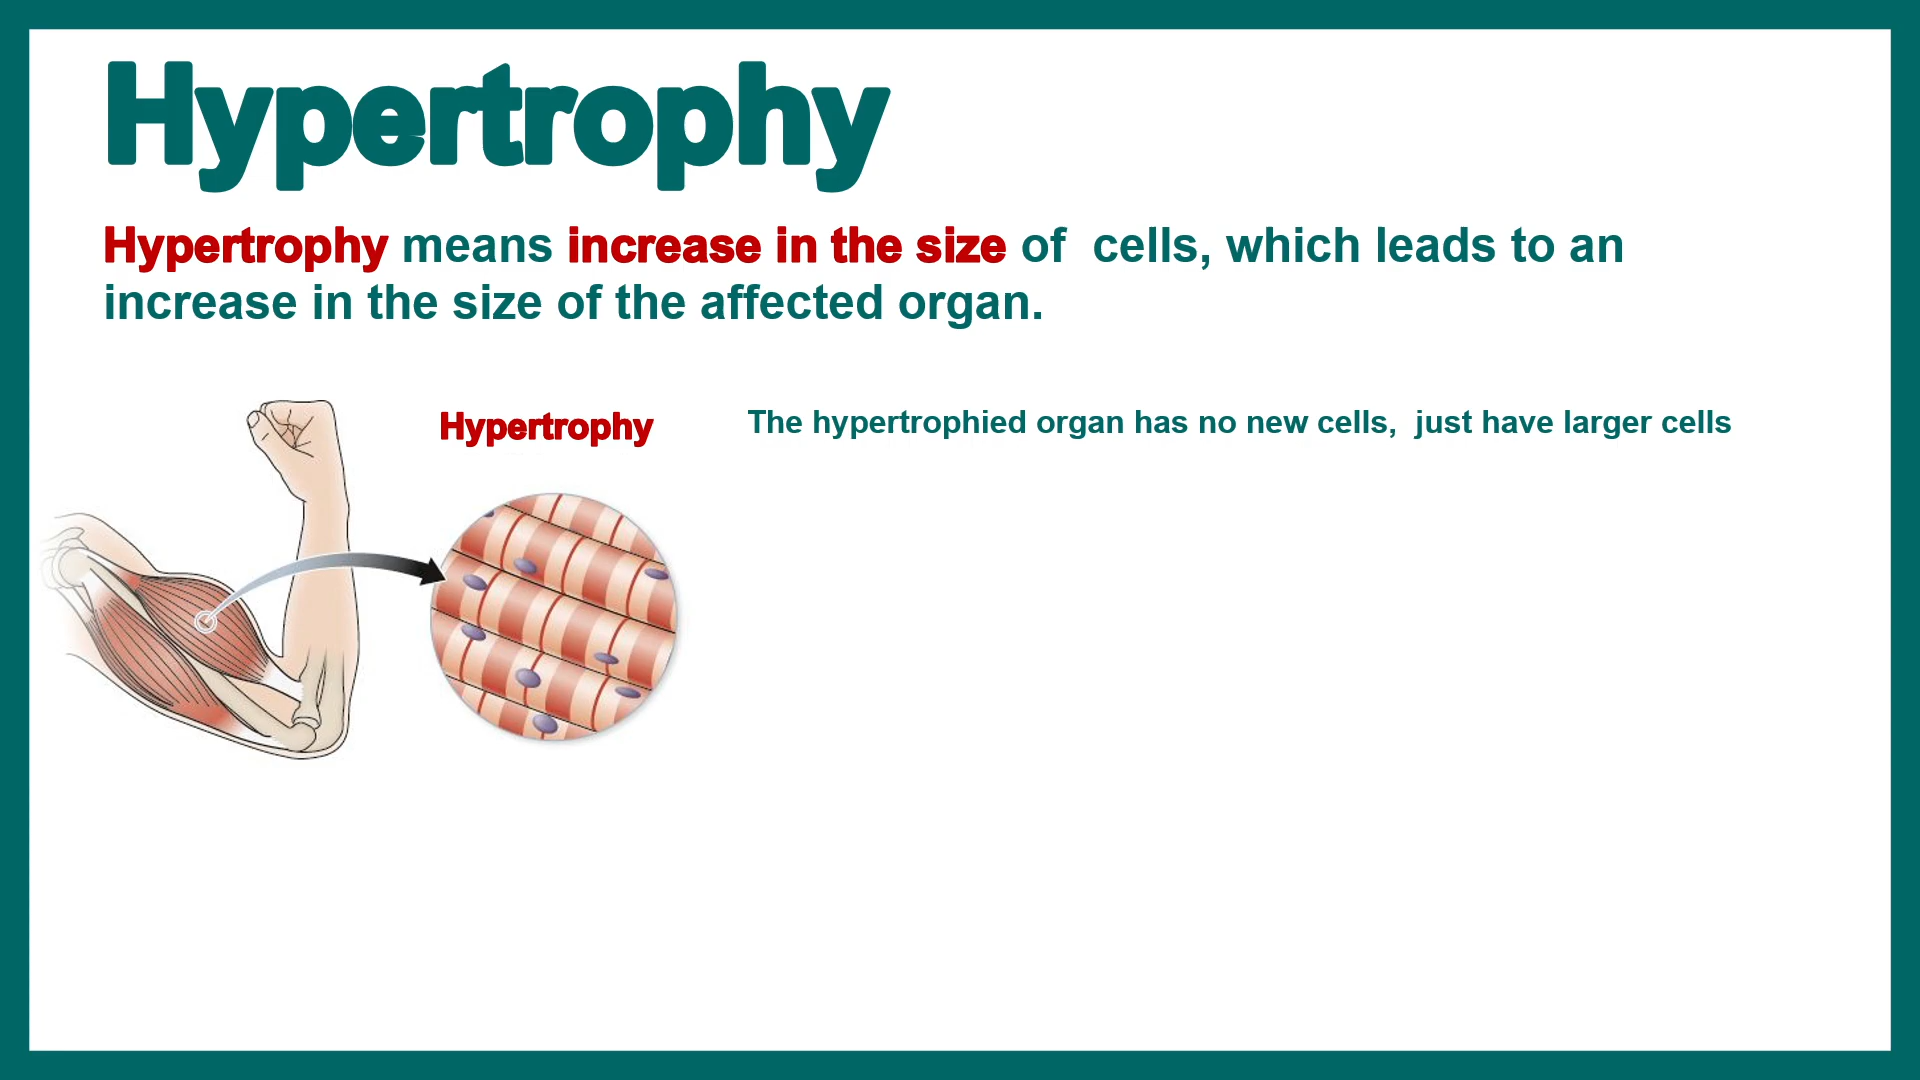 Hypertrophy
Hypertrophy means increase in the size of  cells, which leads to an
increase in the size of the affected organ.
Hypertrophy
The hypertrophied organ has no new cells,  just have larger cells